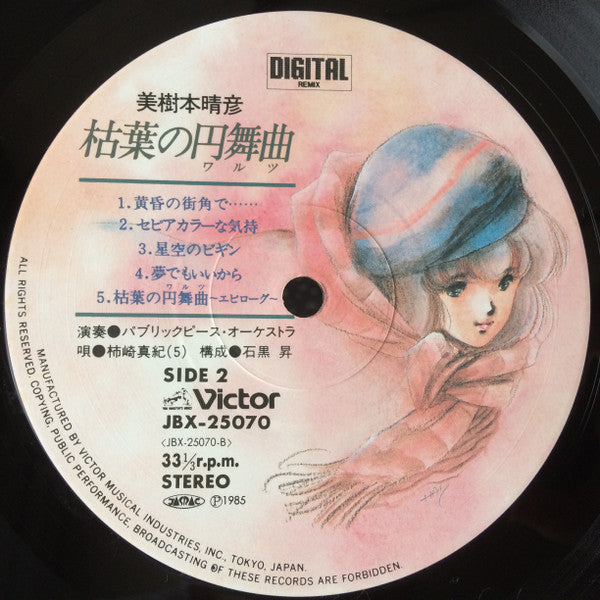 DIGITAL
REMIX
美樹本晴彦
枯葉の円舞曲
ワルツ
1.黄昏の街角で……
2.セピアカラーな気持
3.星空のビギン
4.夢でもいいから
ワルツ
5.枯葉の円舞曲~エピローグ~
演奏●パブリックピース・オーケストラ
唄●柿崎真紀(5) 構成●石黒 昇
SIDE 2
Victor
JBX-25070
〈JBX-25070-B〉
33 1/3 r.p.m.
STEREO
JASRAC Ⓟ1985
ALL RIGHTS RESERVED. COPYING, PUBLIC PERFORMANCE, BROADCASTING OF THESE RECORDS ARE FORBIDDEN.
MANUFACTURED BY VICTOR MUSICAL INDUSTRIES, INC., TOKYO, JAPAN.